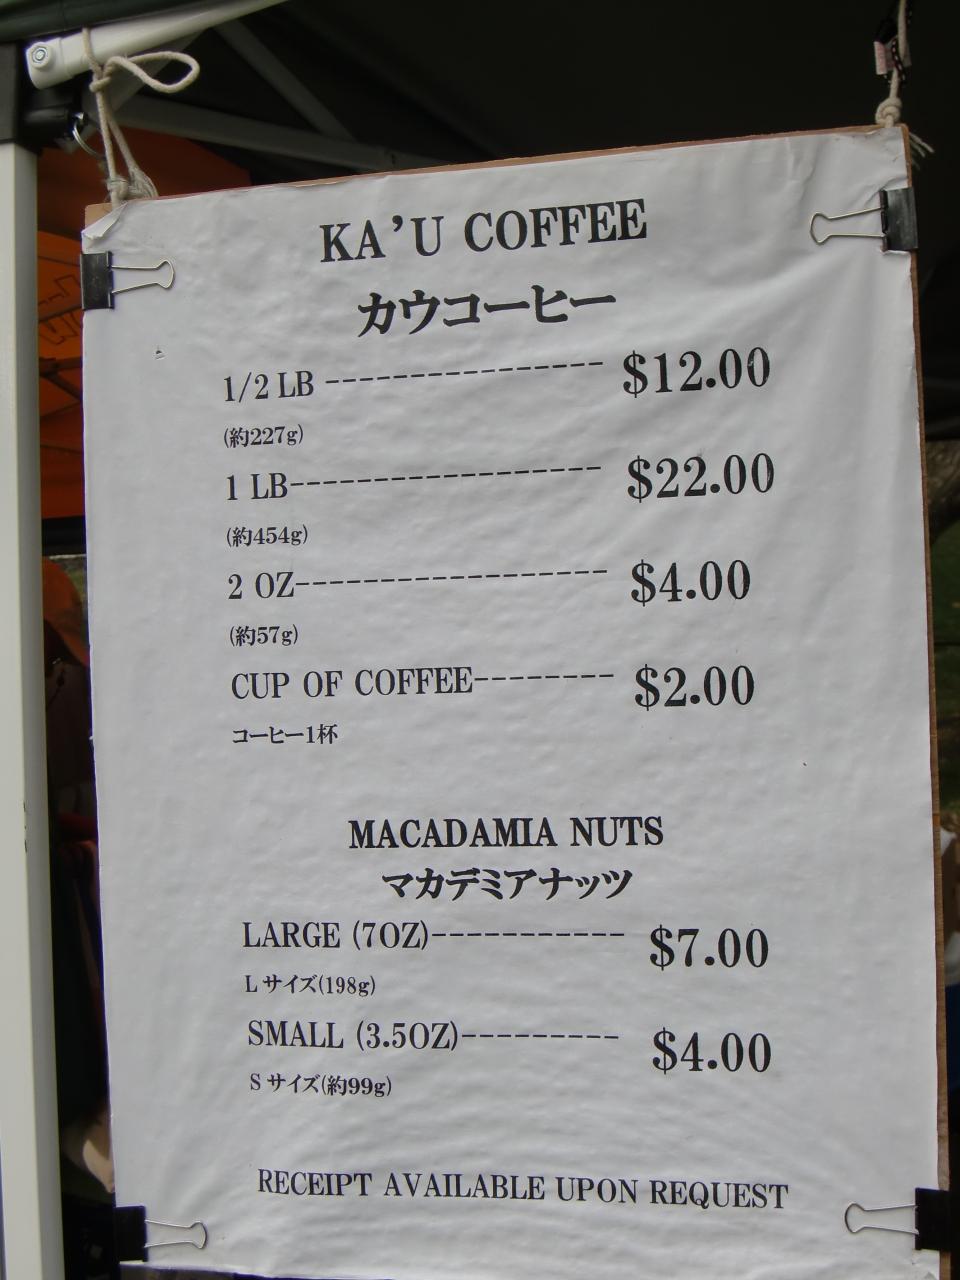 KA'U COFFEE
カウコーヒー
1/2 LB ---------------- $12.00
(約227g)
1 LB------------------ $22.00
(約454g)
2 OZ------------------ $4.00
(約57g)
CUP OF COFFEE-------- $2.00
コーヒー1杯
MACADAMIA NUTS
マカデミアナッツ
LARGE (7OZ)----------- $7.00
Lサイズ(198g)
SMALL (3.5OZ)--------- $4.00
Sサイズ(約99g)
RECEIPT AVAILABLE UPON REQUEST